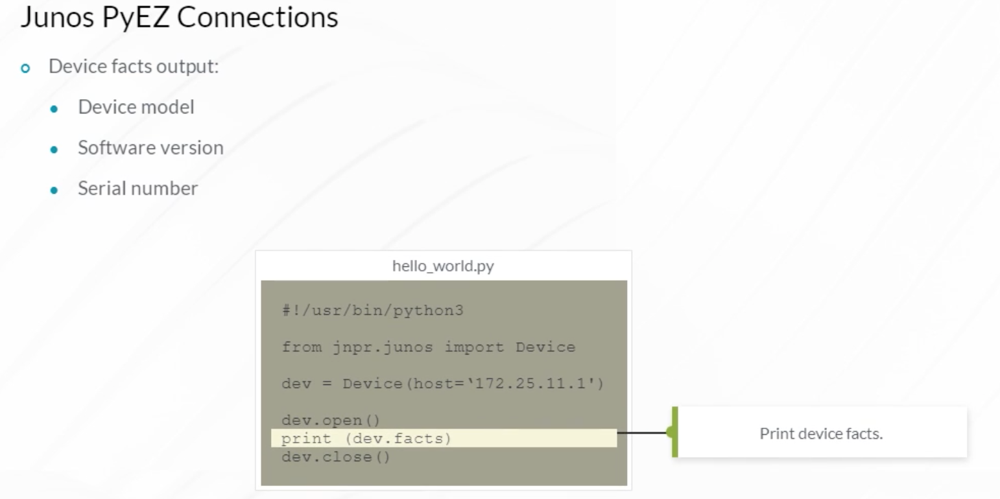 Junos PyEZ Connections
Device facts output:
Device model
Software version
Serial number
hello_world.py
#!/usr/bin/python3
from jnpr.junos import Device
dev = Device(host=‵172.25.11.1')
dev.open()
print (dev.facts)
dev.close()
Print device facts.